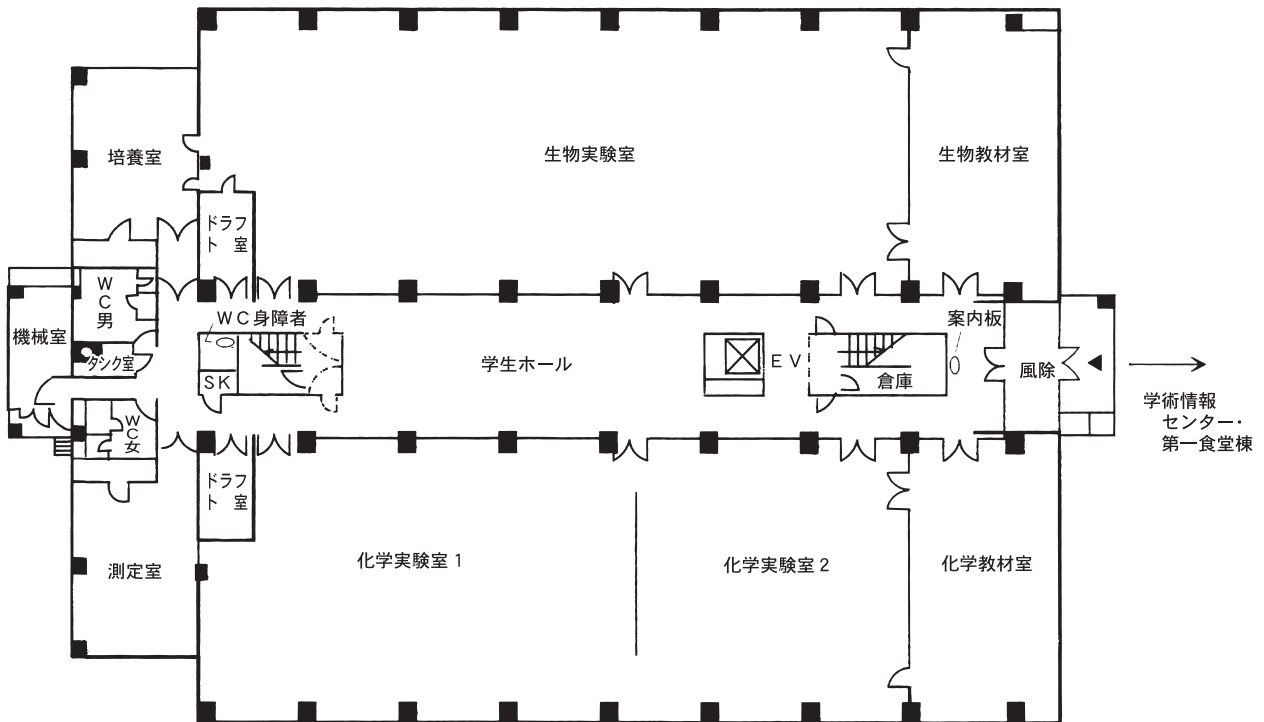 培養室
生物実験室
生物教材室
ドラフ
ト 室
WC男
機械室
タンク室
WC女
WC身障者
SK
学生ホール
EV
倉庫
案内板
風除
学術情報
センター・
第一食堂棟
ドラフ
ト 室
測定室
化学実験室1
化学実験室2
化学教材室